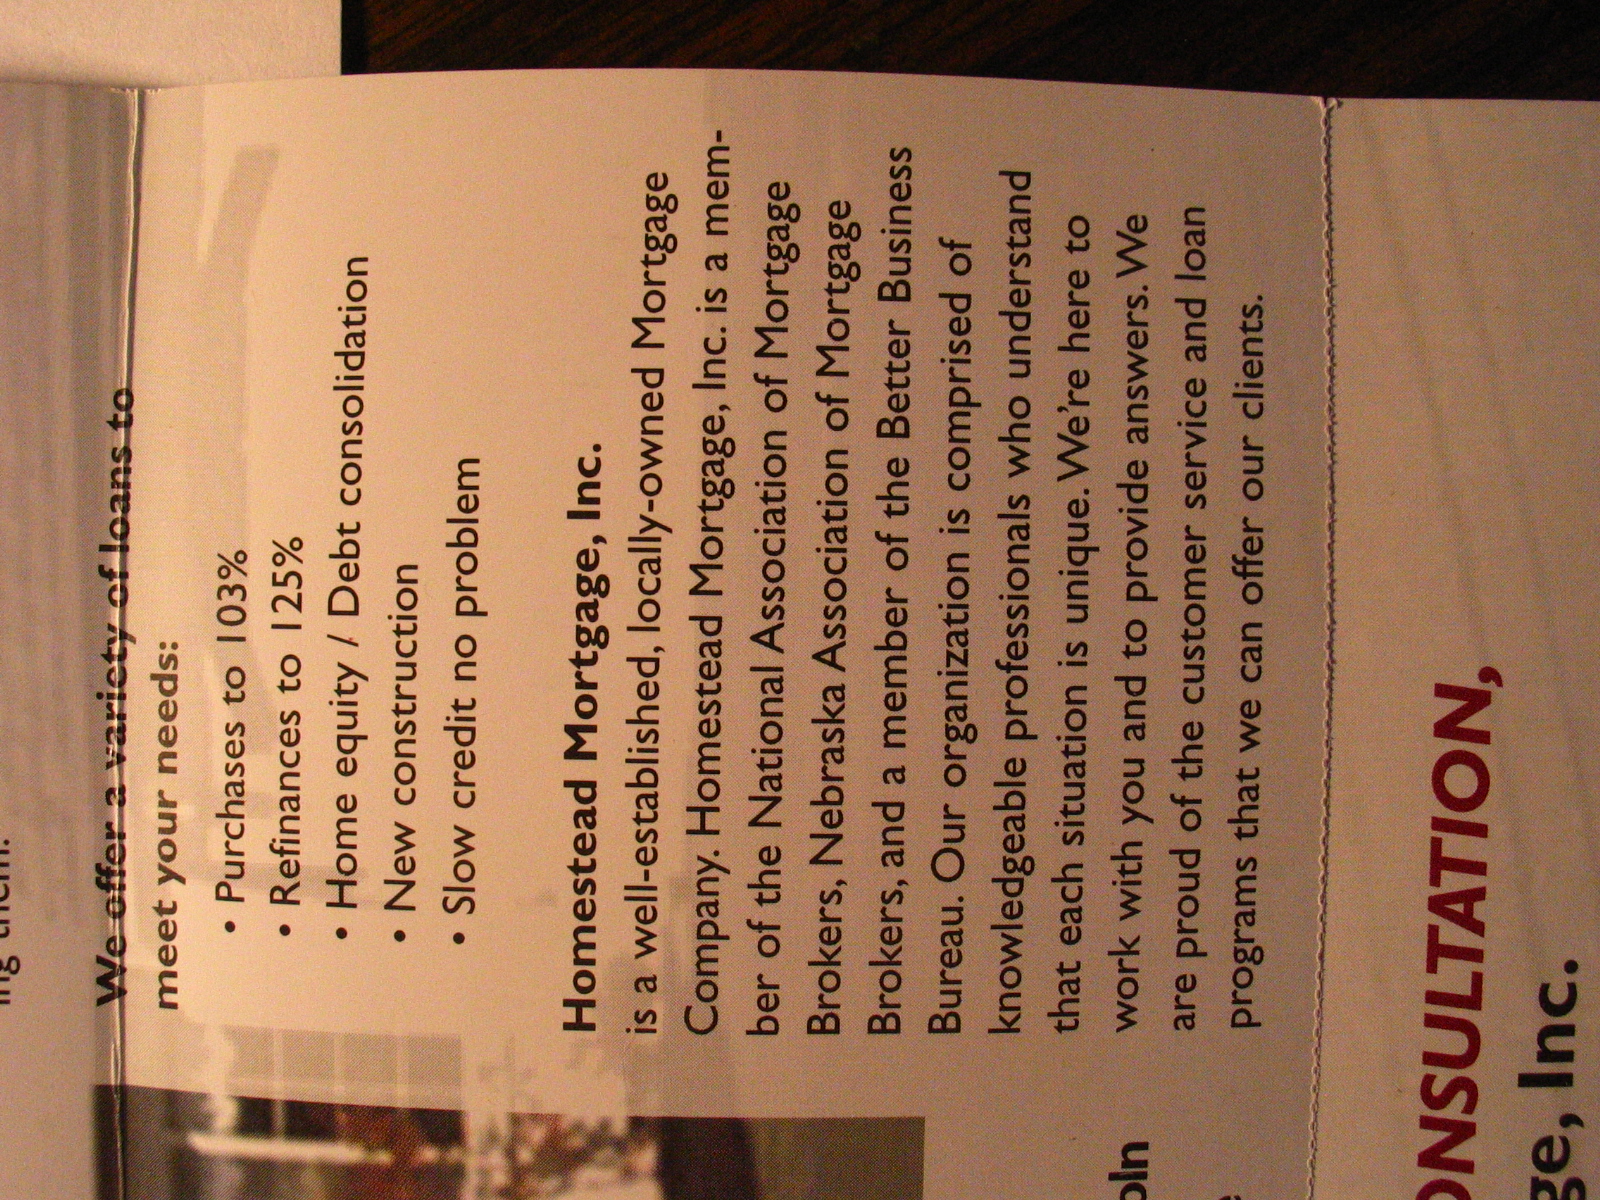 We offer a variety of loans to
meet your needs:
• Purchases to 103%
• Refinances to 125%
• Home equity / Debt consolidation
• New construction
• Slow credit no problem
Homestead Mortgage, Inc.
is a well-established, locally-owned Mortgage
Company. Homestead Mortgage, Inc. is a mem-
ber of the National Association of Mortgage
Brokers, Nebraska Association of Mortgage
Brokers, and a member of the Better Business
Bureau. Our organization is comprised of
knowledgeable professionals who understand
that each situation is unique. We're here to
work with you and to provide answers. We
are proud of the customer service and loan
programs that we can offer our clients.
ONSULTATION,
ge, Inc.